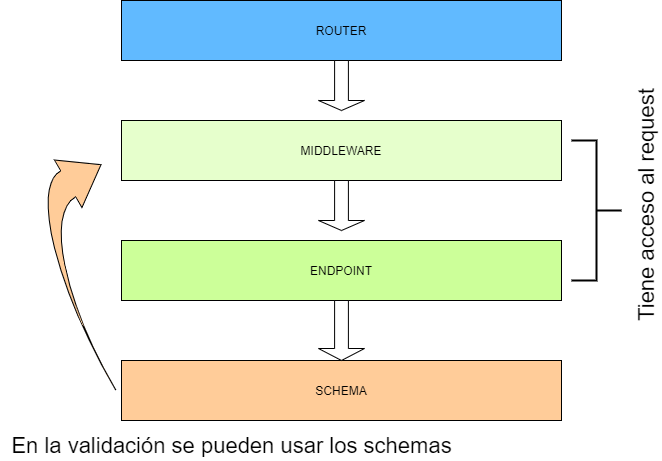 ROUTER
MIDDLEWARE
ENDPOINT
SCHEMA
Tiene acceso al request
En la validación se pueden usar los schemas